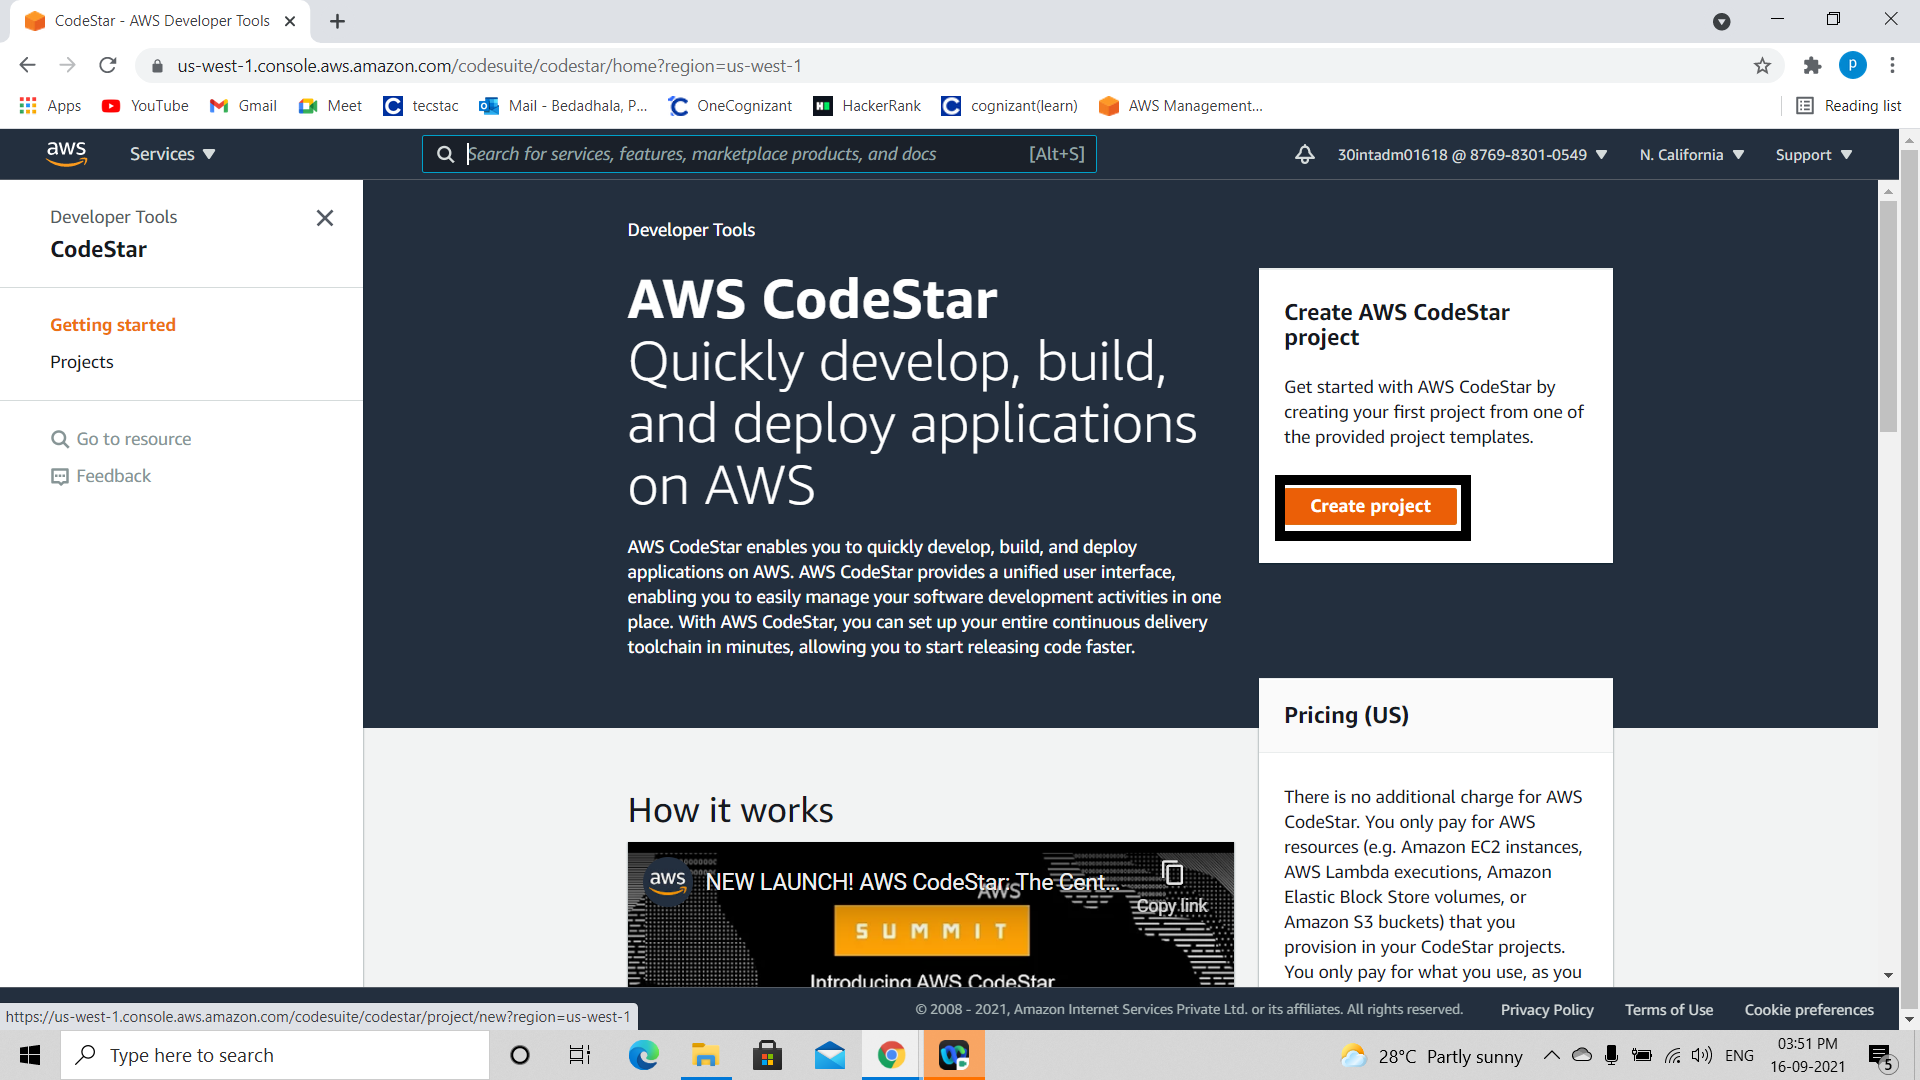 CodeStar - AWS Developer Tools
us-west-1.console.aws.amazon.com/codesuite/codestar/home?region=us-west-1
P
Apps
YouTube
Gmail
Meet
tecstac
Mail - Bedadhala, P...
OneCognizant
HackerRank
cognizant(learn)
AWS Management...
Reading list
aws
Services
Search for services, features, marketplace products, and docs
[Alt+S]
30intadm01618 @ 8769-8301-0549
N. California
Support
Developer Tools
CodeStar
Getting started
Projects
Go to resource
Feedback
Developer Tools
AWS CodeStar
Quickly develop, build,
and deploy applications
on AWS
AWS CodeStar enables you to quickly develop, build, and deploy
applications on AWS. AWS CodeStar provides a unified user interface,
enabling you to easily manage your software development activities in one
place. With AWS CodeStar, you can set up your entire continuous delivery
toolchain in minutes, allowing you to start releasing code faster.
Create AWS CodeStar
project
Get started with AWS CodeStar by
creating your first project from one of
the provided project templates.
Create project
Pricing (US)
There is no additional charge for AWS
CodeStar. You only pay for AWS
resources (e.g. Amazon EC2 instances,
AWS Lambda executions, Amazon
Elastic Block Store volumes, or
Amazon S3 buckets) that you
provision in your CodeStar projects.
You only pay for what you use, as you
How it works
aws
NEW LAUNCH! AWS CodeStar: The Cent...
Copy link
AWS
SUMMIT
Introducing AWS CodeStar
© 2008 - 2021, Amazon Internet Services Private Ltd. or its affiliates. All rights reserved.
Privacy Policy
Terms of Use
Cookie preferences
https://us-west-1.console.aws.amazon.com/codesuite/codestar/project/new?region=us-west-1
Type here to search
28°C Partly sunny
ENG
03:51 PM
16-09-2021
5